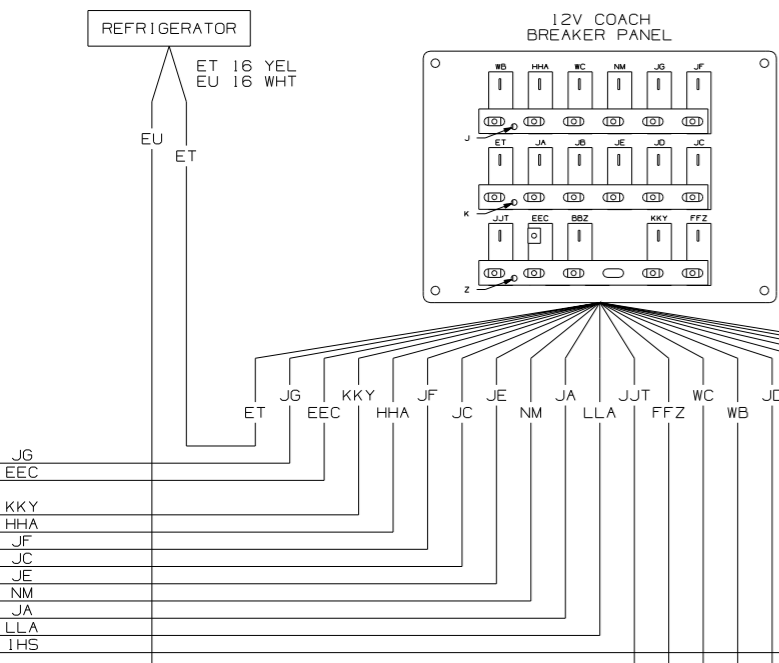 REFRIGERATOR
ET 16 YEL
EU 16 WHT
EU
ET
12V COACH
BREAKER PANEL
WB HHA WC NM JG JF
J
ET JA JB JE JD JC
K
JJT EEC BBZ KKY FFZ
Z
JG KKY JF JE JA JJT WC JD
ET EEC HHA JC NM LLA FFZ WB
JG
EEC
KKY
HHA
JF
JC
JE
NM
JA
LLA
1HS